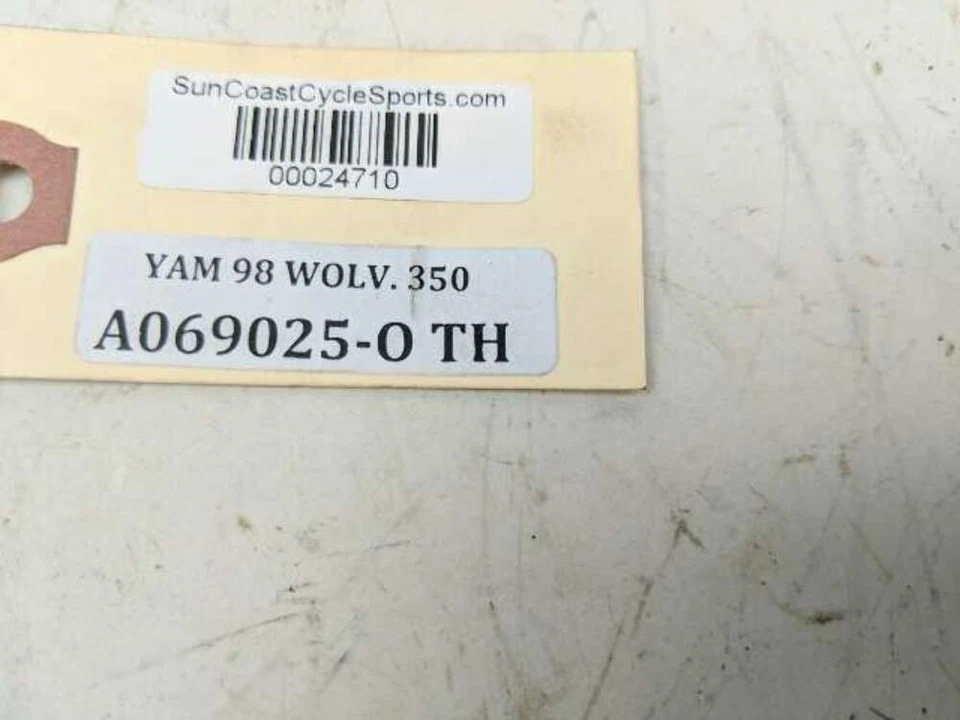 SunCoastCycleSports.com
00024710
YAM 98 WOLV. 350
A069025-O TH